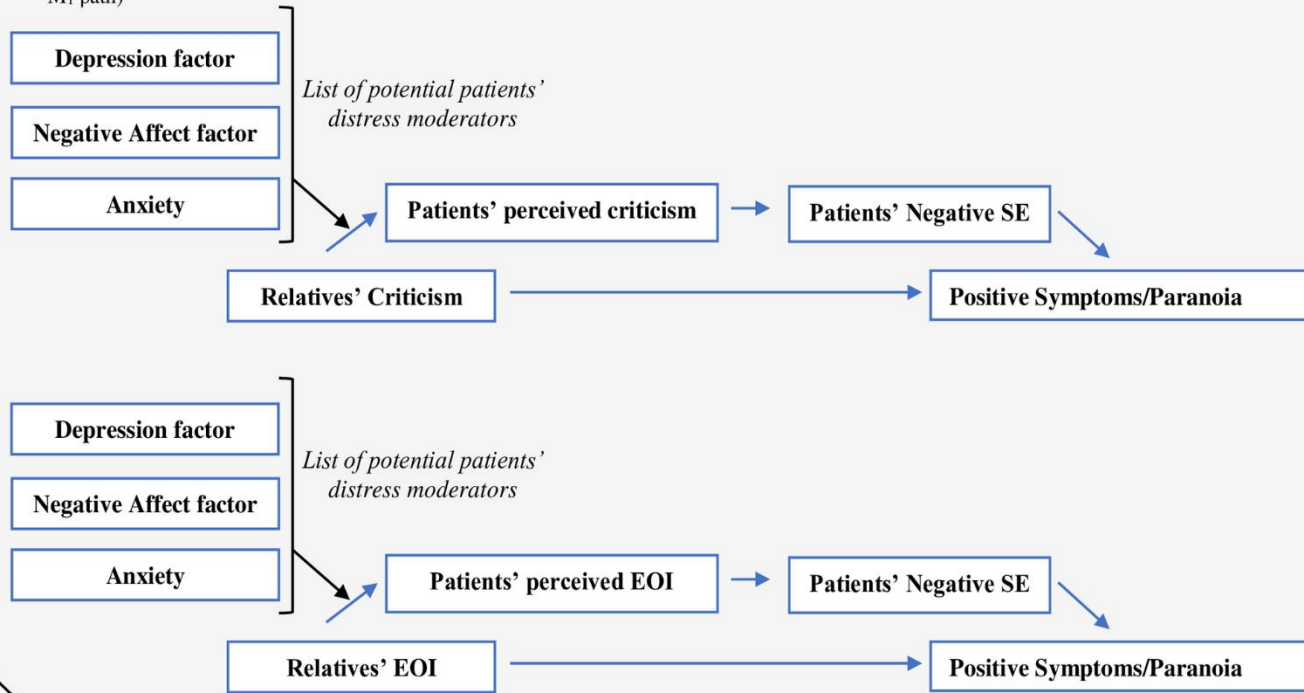 M₁ path)
Depression factor
Negative Affect factor
Anxiety
List of potential patients’
distress moderators
Patients’ perceived criticism
Patients’ Negative SE
Relatives’ Criticism
Positive Symptoms/Paranoia
Depression factor
Negative Affect factor
Anxiety
List of potential patients’
distress moderators
Patients’ perceived EOI
Patients’ Negative SE
Relatives’ EOI
Positive Symptoms/Paranoia